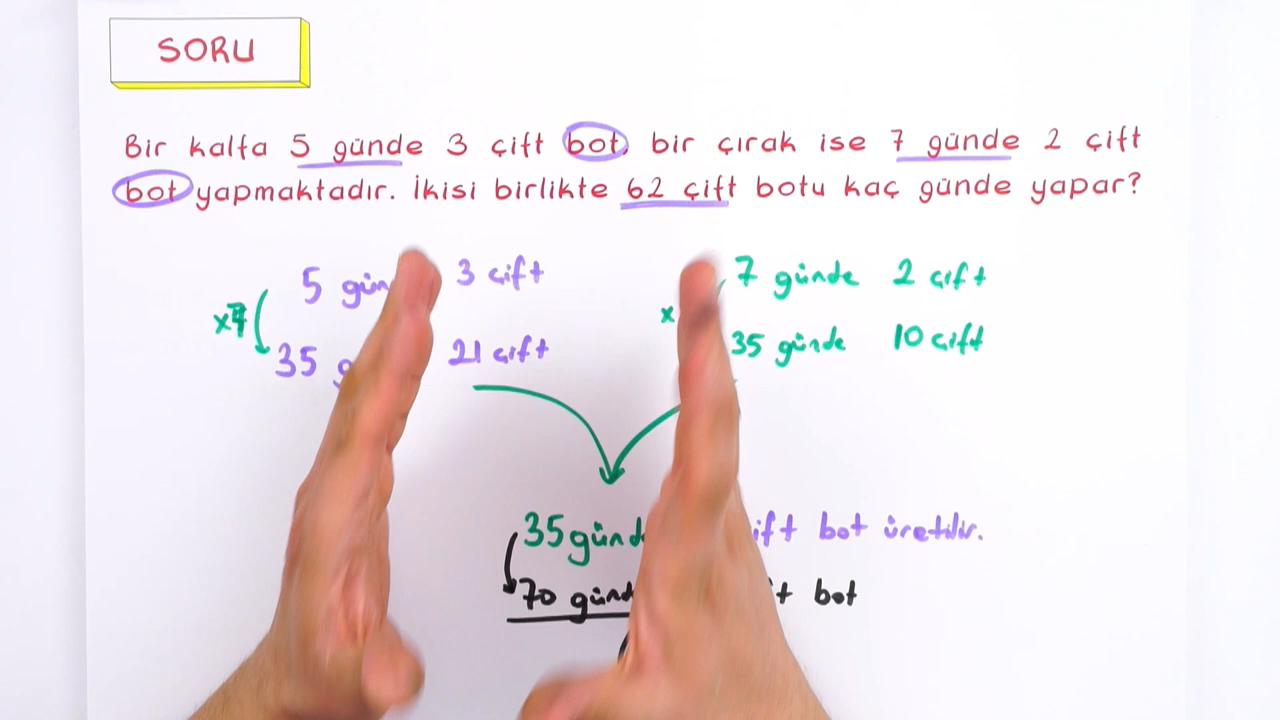 SORU
Bir kalfa 5 günde 3 çift bot, bir çırak ise 7 günde 2 çift
bot yapmaktadır. İkisi birlikte 62 çift botu kaç günde yapar?
5 3 çift 7 günde 2 çift
35 21 çift 35 günde 10 çift
35 bot üretilir.
70 bot